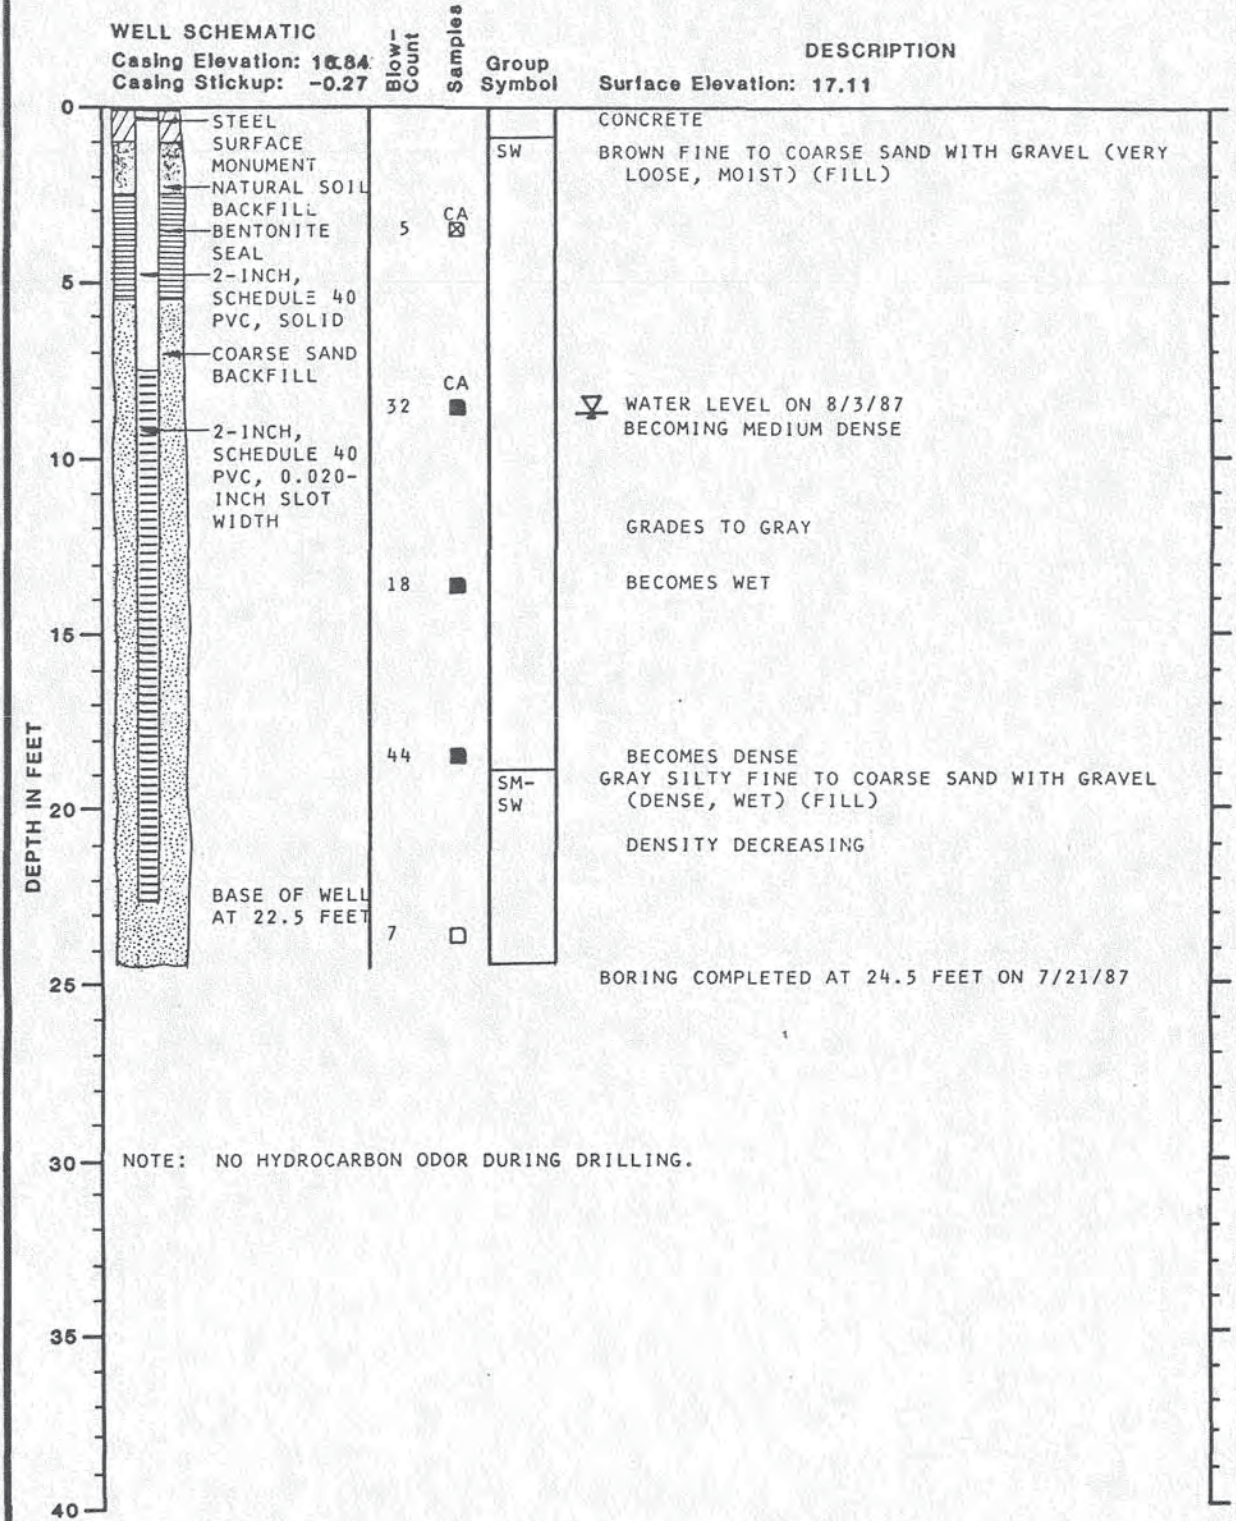 WELL SCHEMATIC
Casing Elevation: 16.84
Casing Stickup: -0.27
Blow-Count
Samples
Group
Symbol
DESCRIPTION
Surface Elevation: 17.11
DEPTH IN FEET
0
5
10
15
20
25
30
35
40
STEEL
SURFACE
MONUMENT
NATURAL SOIL
BACKFILL
BENTONITE
SEAL
2-INCH,
SCHEDULE 40
PVC, SOLID
COARSE SAND
BACKFILL
2-INCH,
SCHEDULE 40
PVC, 0.020-
INCH SLOT
WIDTH
BASE OF WELL
AT 22.5 FEET
5
CA
32
CA
18
44
7
SW
SM-
SW
CONCRETE
BROWN FINE TO COARSE SAND WITH GRAVEL (VERY
LOOSE, MOIST) (FILL)
WATER LEVEL ON 8/3/87
BECOMING MEDIUM DENSE
GRADES TO GRAY
BECOMES WET
BECOMES DENSE
GRAY SILTY FINE TO COARSE SAND WITH GRAVEL
(DENSE, WET) (FILL)
DENSITY DECREASING
BORING COMPLETED AT 24.5 FEET ON 7/21/87
NOTE: NO HYDROCARBON ODOR DURING DRILLING.